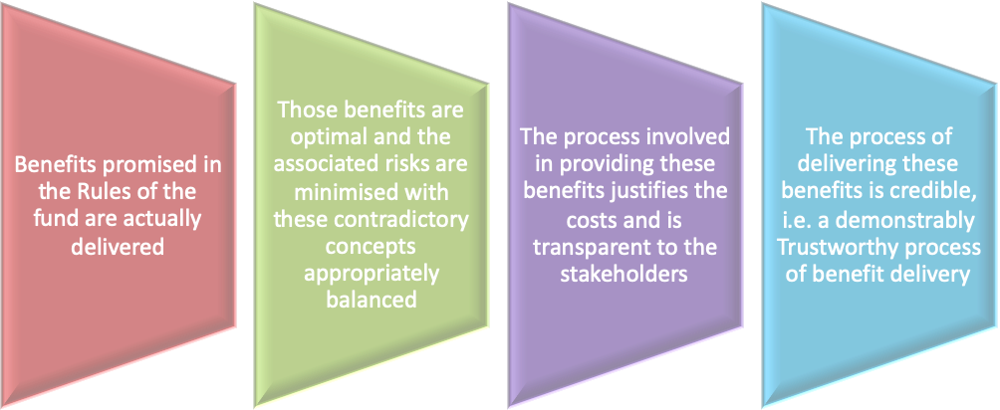 Benefits promised in
the Rules of the
fund are actually
delivered
Those benefits are
optimal and the
associated risks are
minimised with
these contradictory
concepts
appropriately
balanced
The process involved
in providing these
benefits justifies the
costs and is
transparent to the
stakeholders
The process of
delivering these
benefits is credible,
i.e. a demonstrably
Trustworthy process
of benefit delivery